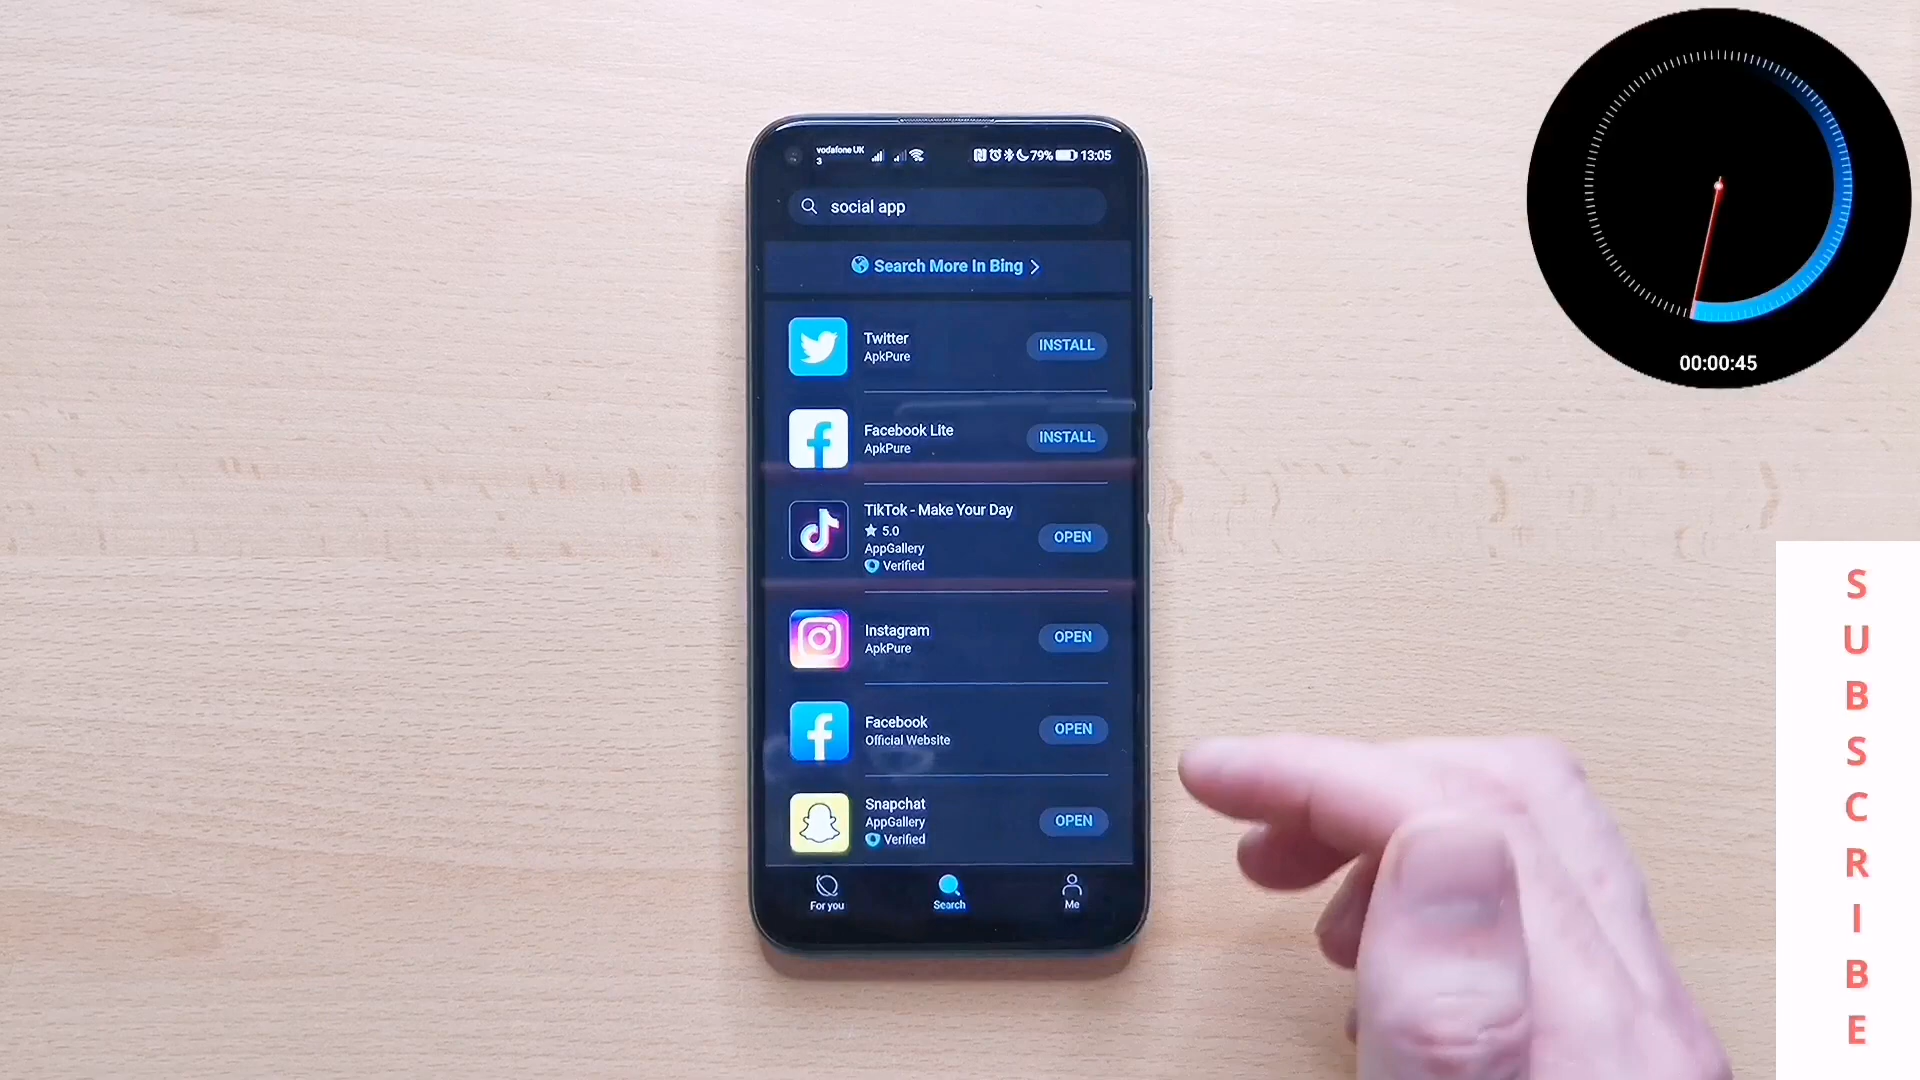 vodafone UK
3
79% 13:05
social app
Search More In Bing
Twitter
ApkPure
INSTALL
Facebook Lite
ApkPure
INSTALL
TikTok - Make Your Day
5.0
AppGallery
Verified
OPEN
Instagram
ApkPure
OPEN
Facebook
Official Website
OPEN
Snapchat
AppGallery
Verified
OPEN
For you
Search
Me
00:00:45
SUBSCRIBE